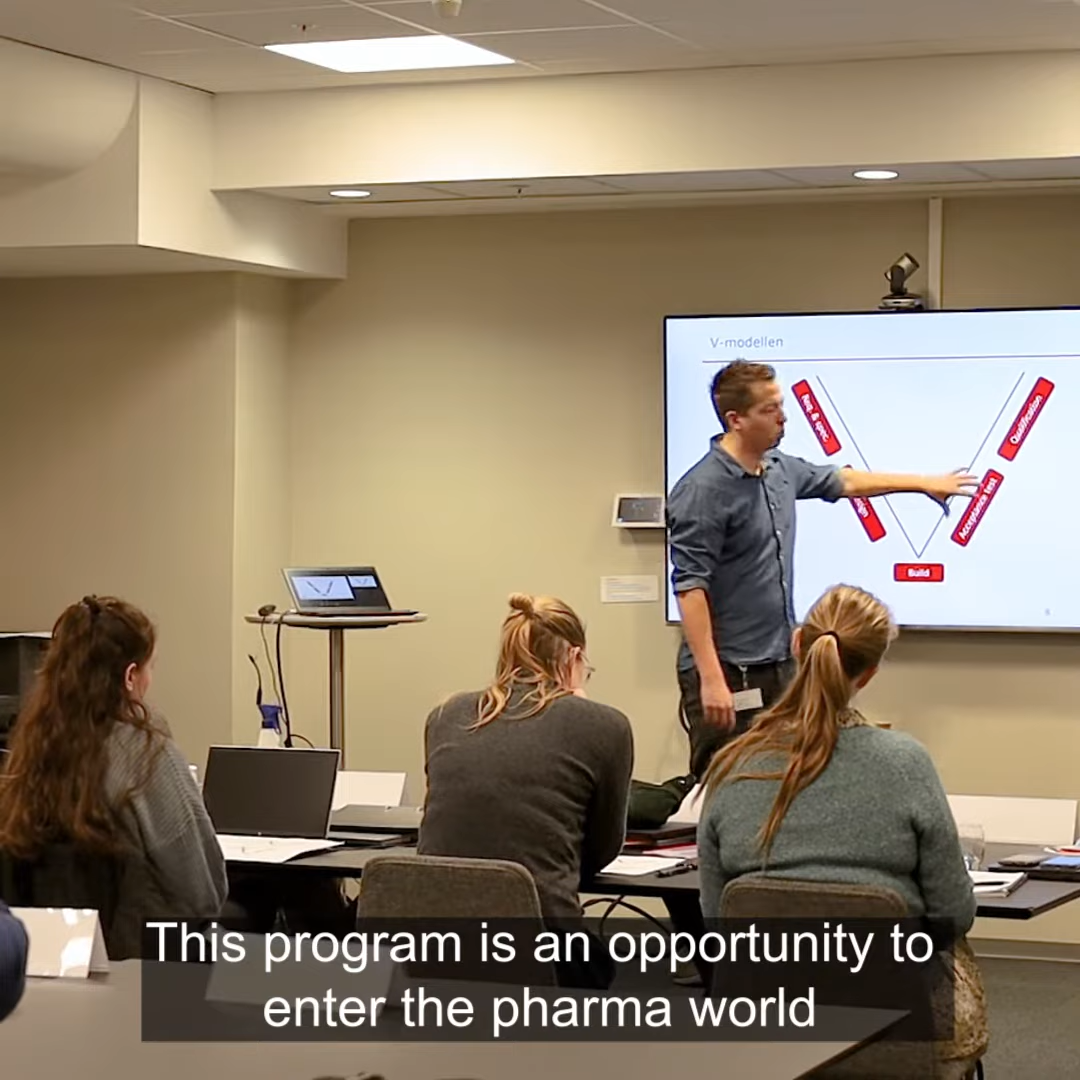 V-modellen
Req. & spec.
Qualification
Acceptance test
Build
This program is an opportunity to
enter the pharma world